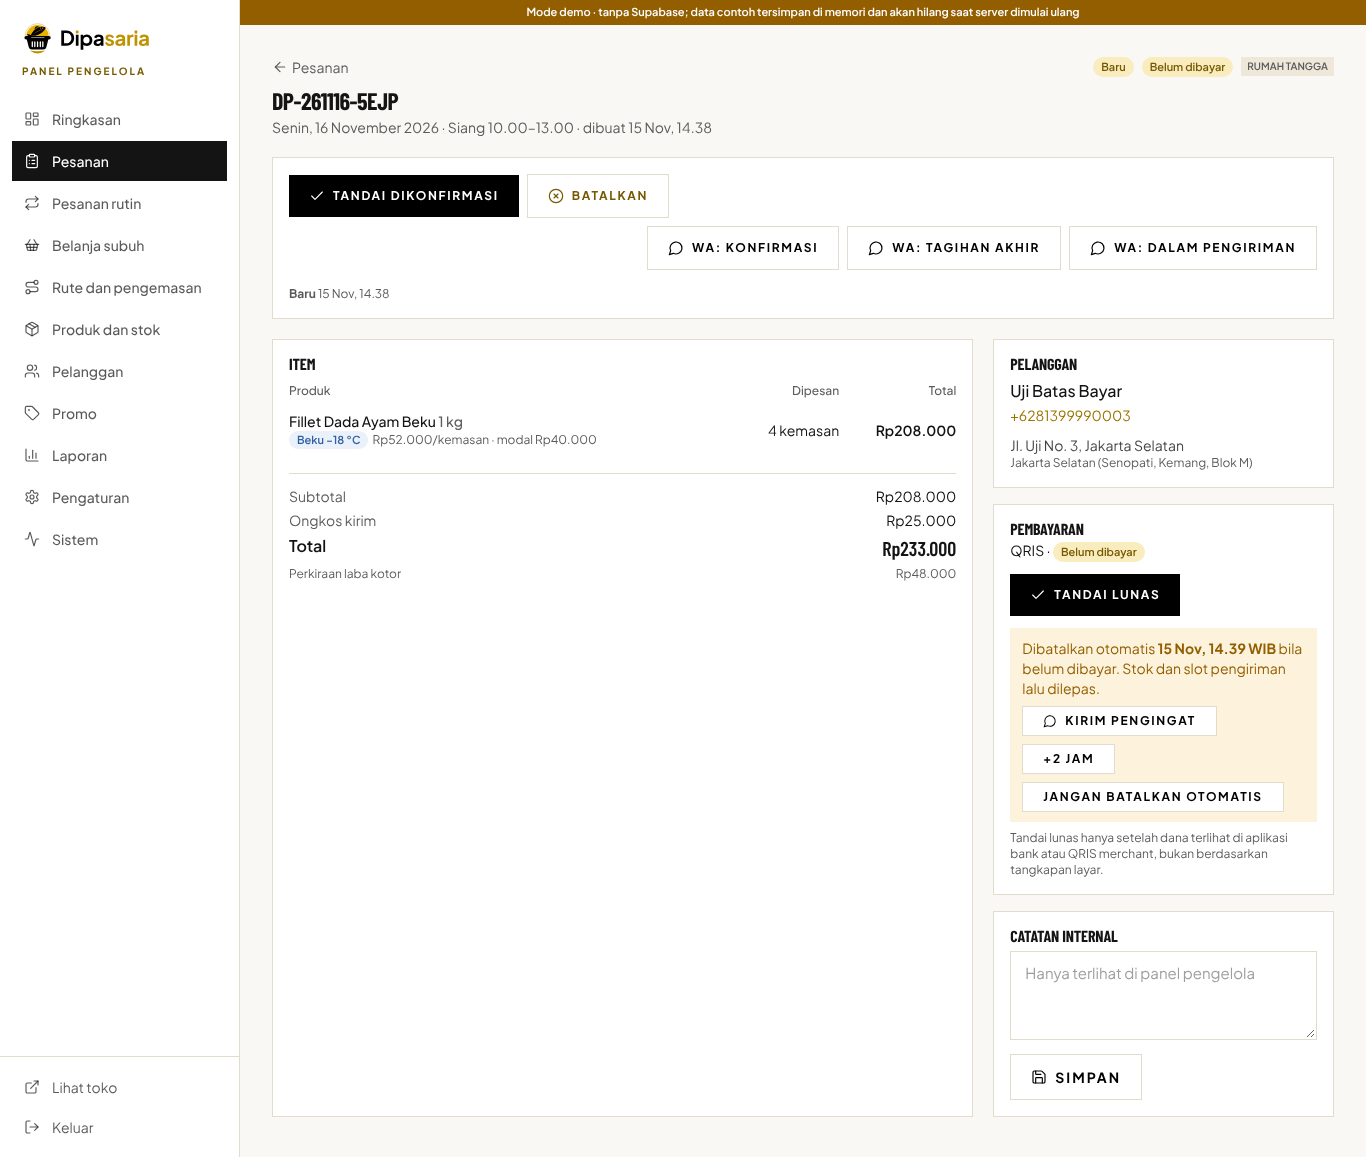 Mode demo · tanpa Supabase; data contoh tersimpan di memori dan akan hilang saat server dimulai ulang
Dipasaria
PANEL PENGELOLA
Ringkasan
Pesanan
Pesanan rutin
Belanja subuh
Rute dan pengemasan
Produk dan stok
Pelanggan
Promo
Laporan
Pengaturan
Sistem
Lihat toko
Keluar
Pesanan
Baru
Belum dibayar
RUMAH TANGGA
DP-261116-5EJP
Senin, 16 November 2026 · Siang 10.00–13.00 · dibuat 15 Nov, 14.38
TANDAI DIKONFIRMASI
BATALKAN
WA: KONFIRMASI
WA: TAGIHAN AKHIR
WA: DALAM PENGIRIMAN
Baru 15 Nov, 14.38
ITEM
Produk Dipesan Total
Fillet Dada Ayam Beku 1 kg
Beku −18 °C Rp52.000/kemasan · modal Rp40.000
4 kemasan Rp208.000
Subtotal Rp208.000
Ongkos kirim Rp25.000
Total Rp233.000
Perkiraan laba kotor Rp48.000
PELANGGAN
Uji Batas Bayar
+6281399990003
Jl. Uji No. 3, Jakarta Selatan
Jakarta Selatan (Senopati, Kemang, Blok M)
PEMBAYARAN
QRIS · Belum dibayar
TANDAI LUNAS
Dibatalkan otomatis 15 Nov, 14.39 WIB bila
belum dibayar. Stok dan slot pengiriman
lalu dilepas.
KIRIM PENGINGAT
+2 JAM
JANGAN BATALKAN OTOMATIS
Tandai lunas hanya setelah dana terlihat di aplikasi
bank atau QRIS merchant, bukan berdasarkan
tangkapan layar.
CATATAN INTERNAL
Hanya terlihat di panel pengelola
SIMPAN